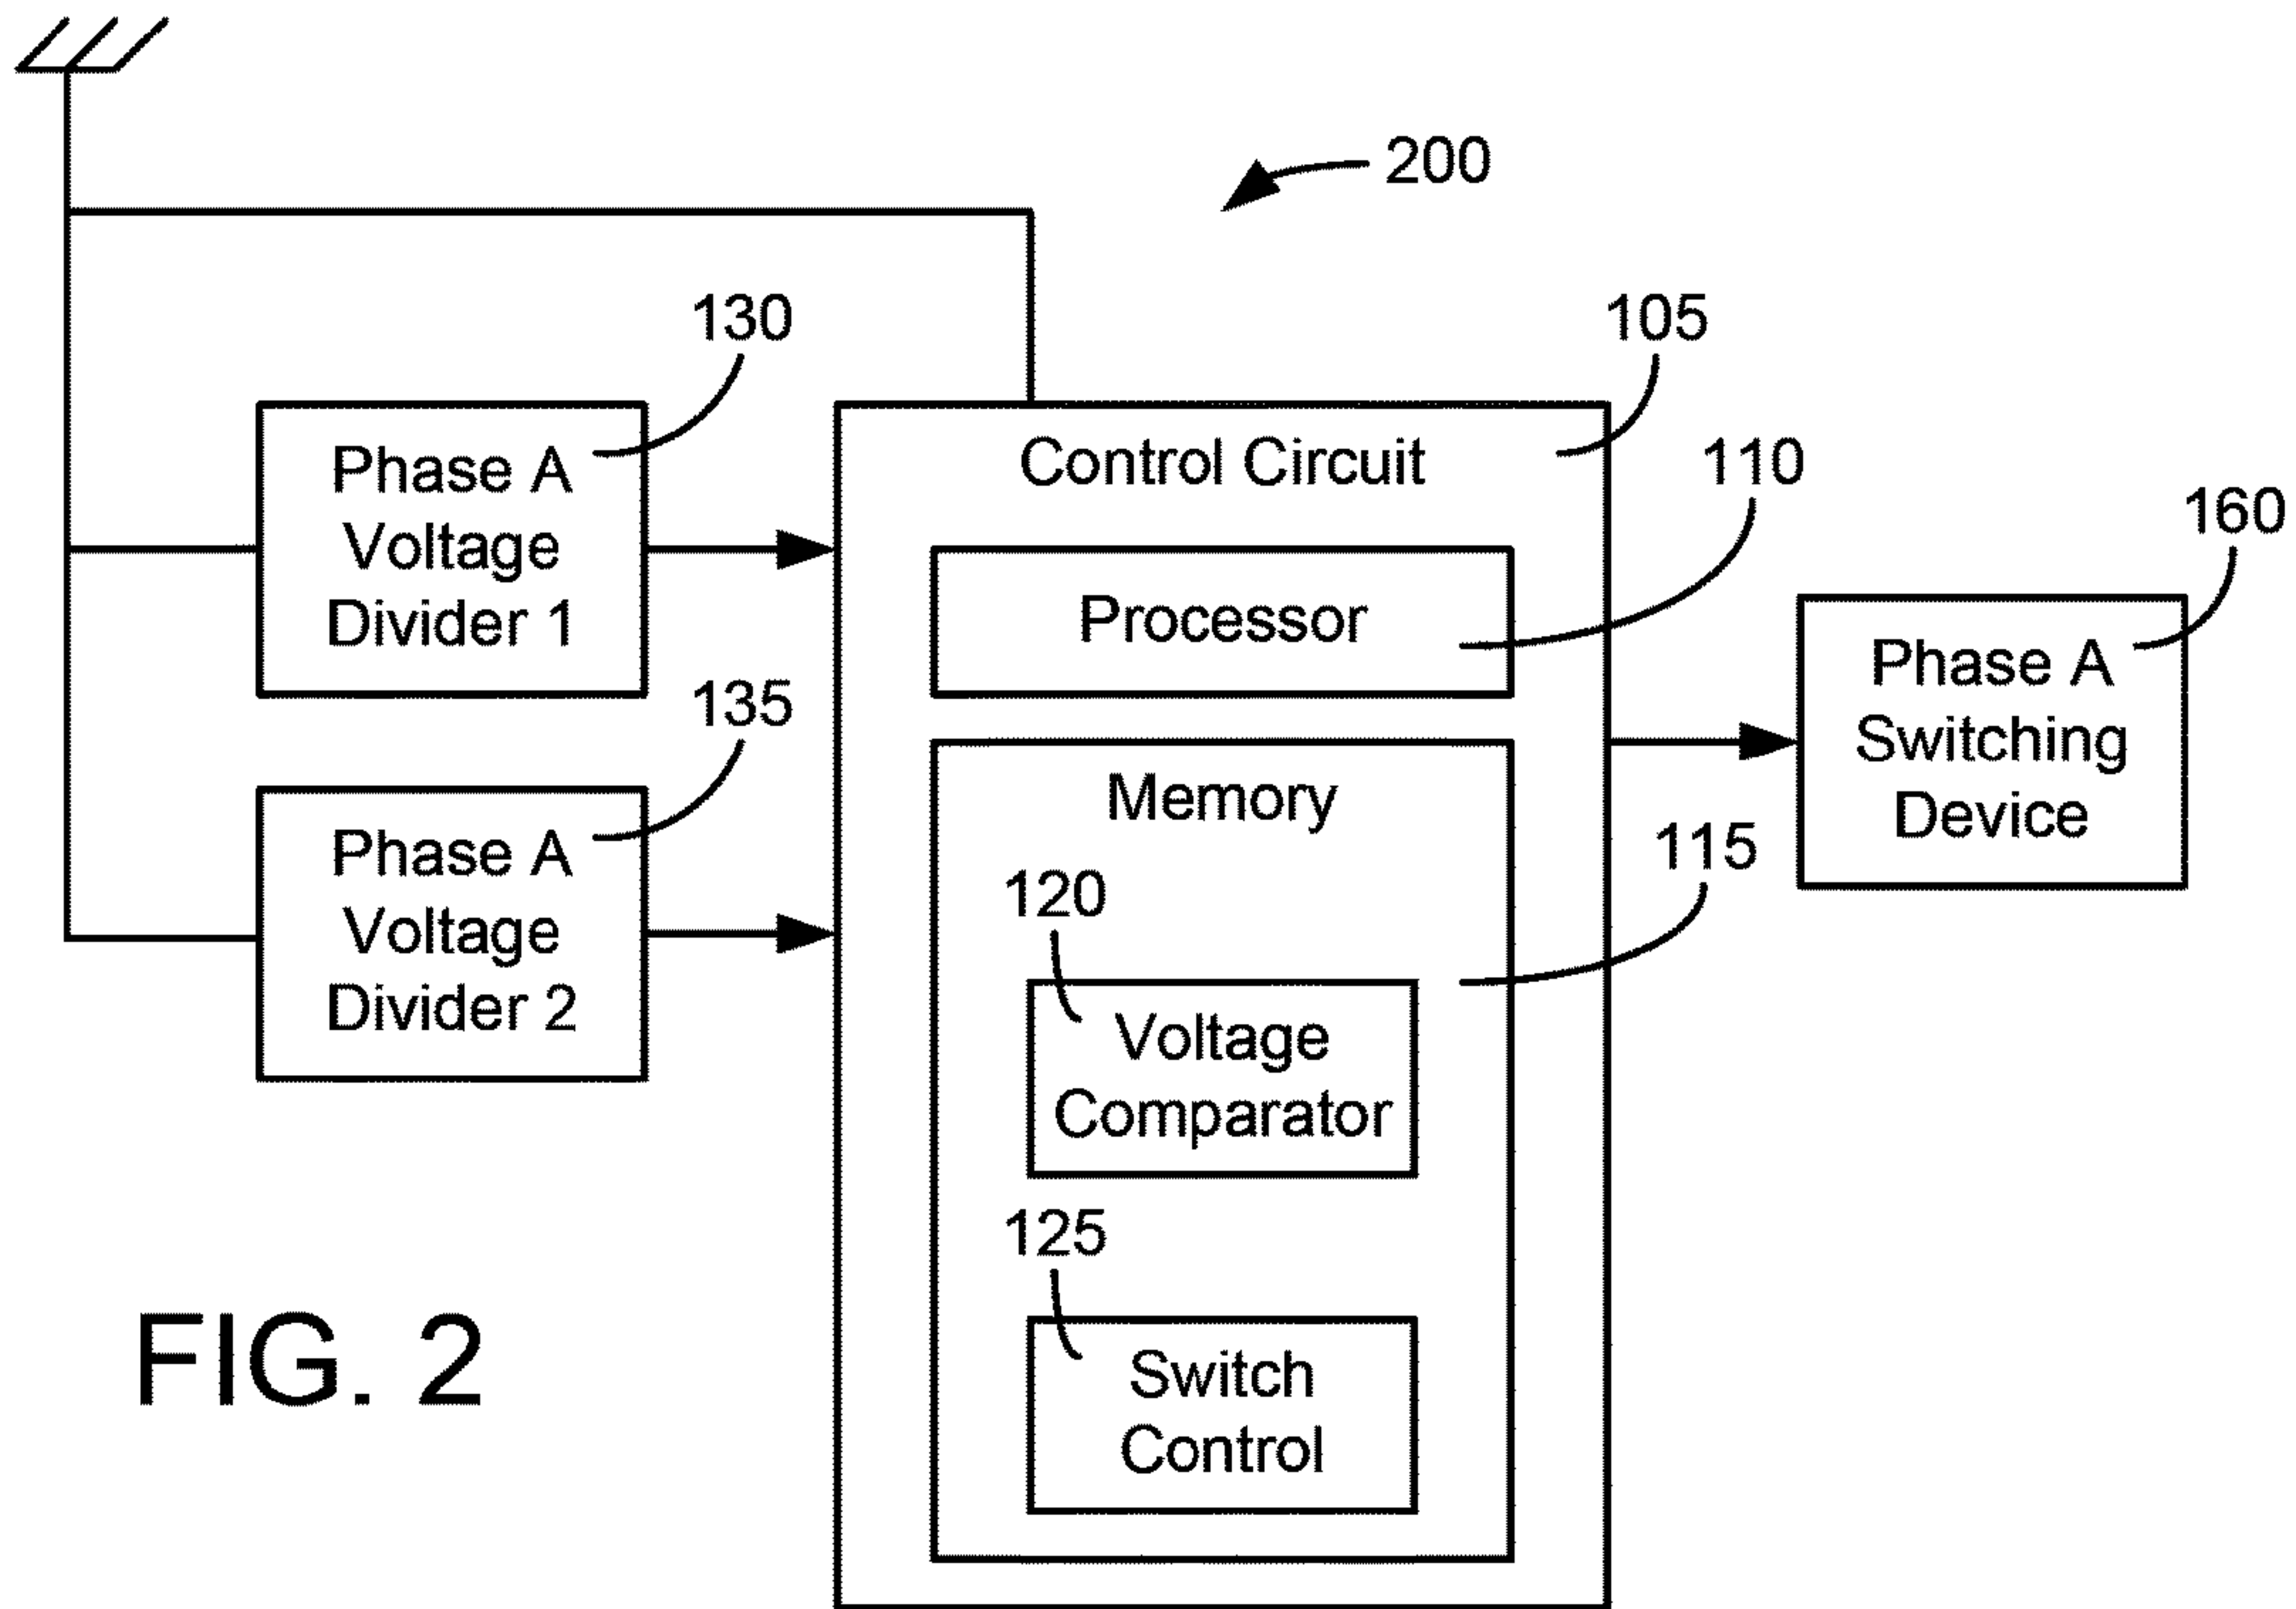 200
130
105
Phase A
Voltage
Divider 1
Control Circuit
110
160
Processor
Phase A
Switching
Device
135
Phase A
Voltage
Divider 2
Memory
115
120
Voltage
Comparator
125
Switch
Control
FIG. 2